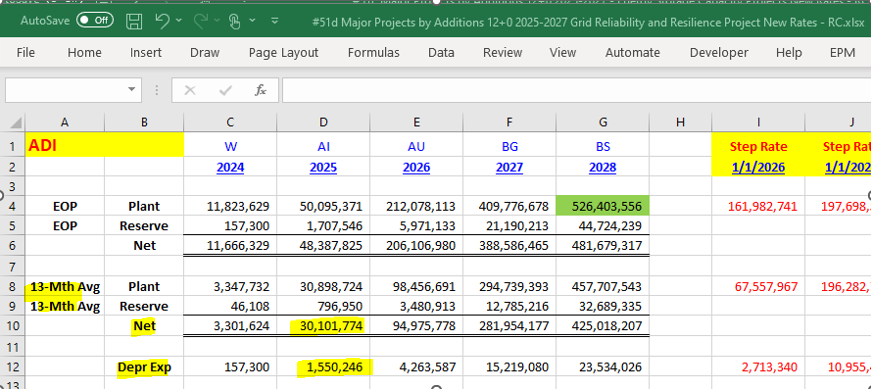 AutoSave Off #51d Major Projects by Additions 12+0 2025-2027 Grid Reliability and Resilience Project New Rates - RC.xlsx
File Home Insert Draw Page Layout Formulas Data Review View Automate Developer Help EPM
fx
A B C D E F G H I J
1 ADI W AI AU BG BS Step Rate Step Rat
2 2024 2025 2026 2027 2028 1/1/2026 1/1/202
3
4 EOP Plant 11,823,629 50,095,371 212,078,113 409,776,678 526,403,556 161,982,741 197,698,
5 EOP Reserve 157,300 1,707,546 5,971,133 21,190,213 44,724,239
6 Net 11,666,329 48,387,825 206,106,980 388,586,465 481,679,317
7
8 13-Mth Avg Plant 3,347,732 30,898,724 98,456,691 294,739,393 457,707,543 67,557,967 196,282,
9 13-Mth Avg Reserve 46,108 796,950 3,480,913 12,785,216 32,689,335
10 Net 3,301,624 30,101,774 94,975,778 281,954,177 425,018,207
11
12 Depr Exp 157,300 1,550,246 4,263,587 15,219,080 23,534,026 2,713,340 10,955,
13